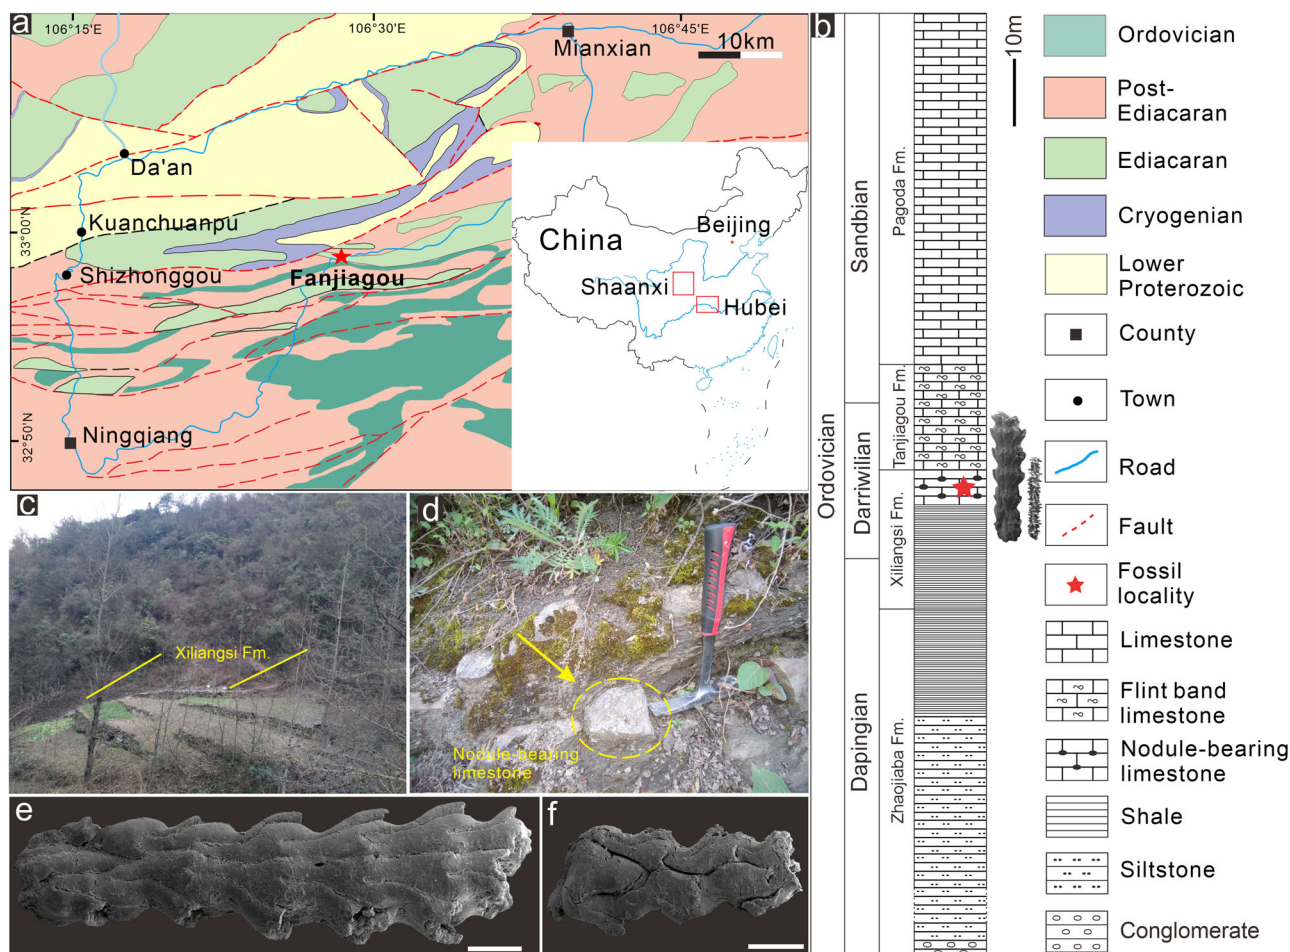 a
106°15'E
106°30'E
106°45'E
Mianxian
10km
Da'an
33°00'N
Kuanchuanpu
Shizhonggou
Fanjiagou
32°50'N
Ningqiang
China
Beijing
Shaanxi
Hubei
b
10m
Ordovician
Sandbian
Darriwilian
Dapingian
Pagoda Fm.
Tanjiagou Fm.
Xiliangsi Fm.
Zhaojiaba Fm.
Ordovician
Post-
Ediacaran
Ediacaran
Cryogenian
Lower
Proterozoic
County
Town
Road
Fault
Fossil
locality
Limestone
Flint band
limestone
Nodule-bearing
limestone
Shale
Siltstone
Conglomerate
c
Xiliangsi Fm.
d
Nodule-bearing
limestone
e
f